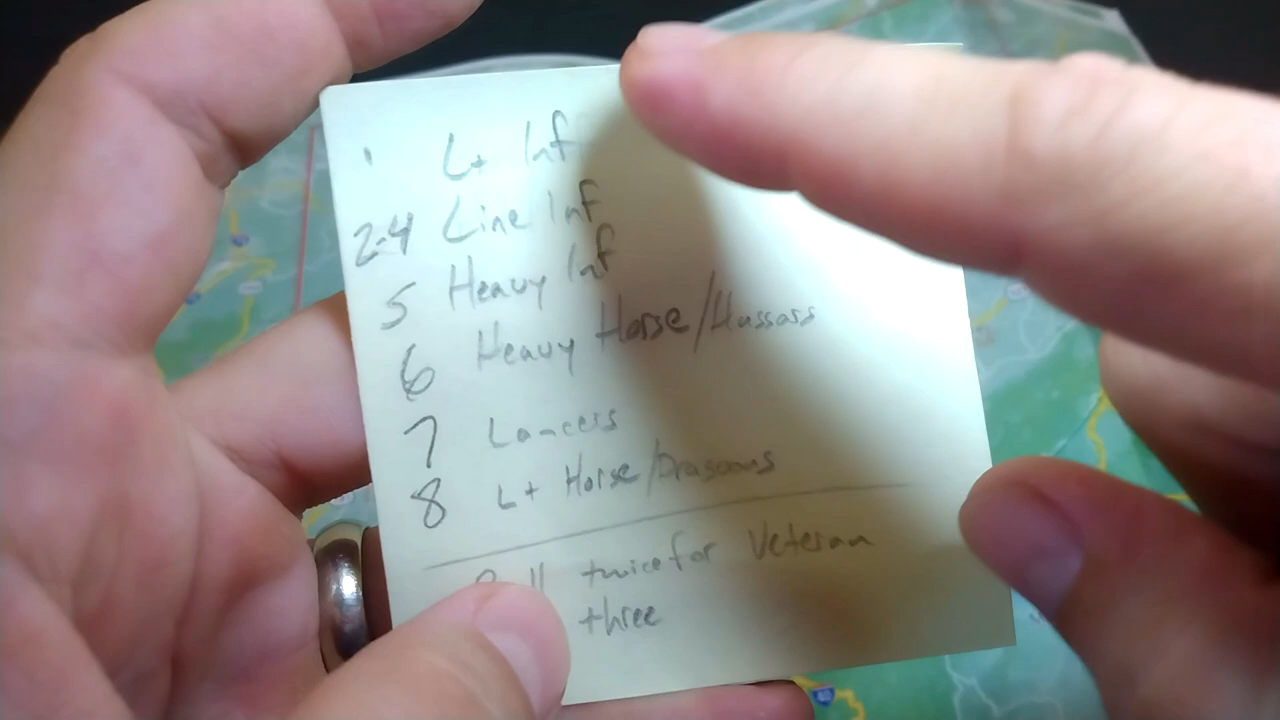 1 Lt Inf
2-4 Line Inf
5 Heavy Inf
6 Heavy Horse/Hussars
7 Lancers
8 Lt Horse/Dragoons
Roll twice for Veteran
three